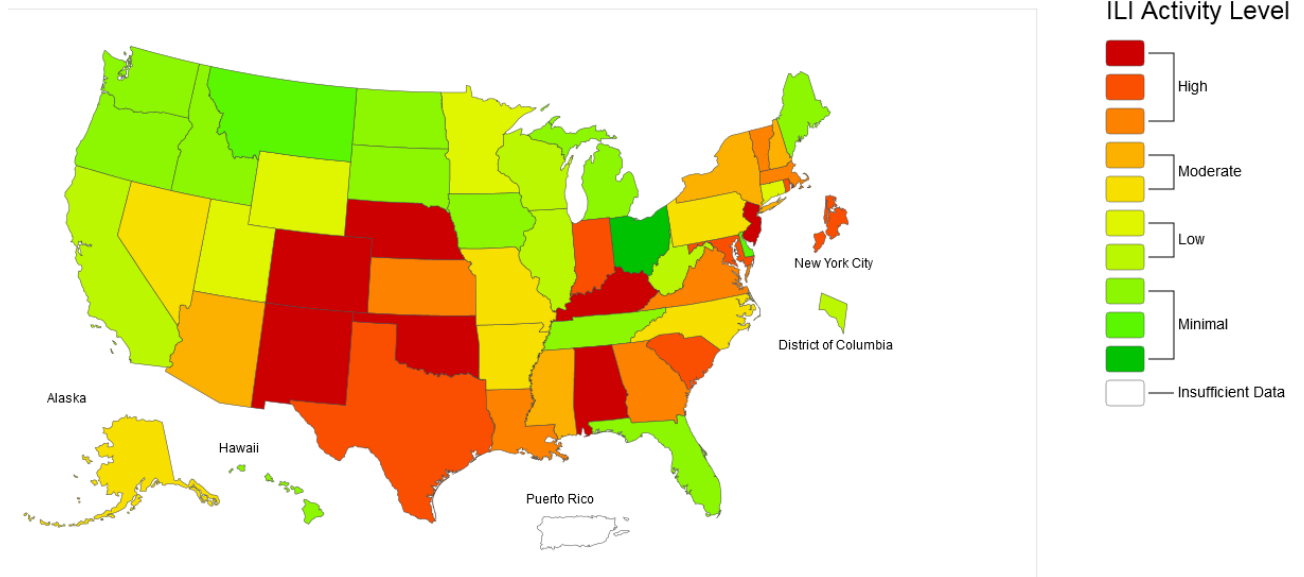 ILI Activity Level
High
Moderate
Low
Minimal
Insufficient Data
New York City
District of Columbia
Alaska
Hawaii
Puerto Rico